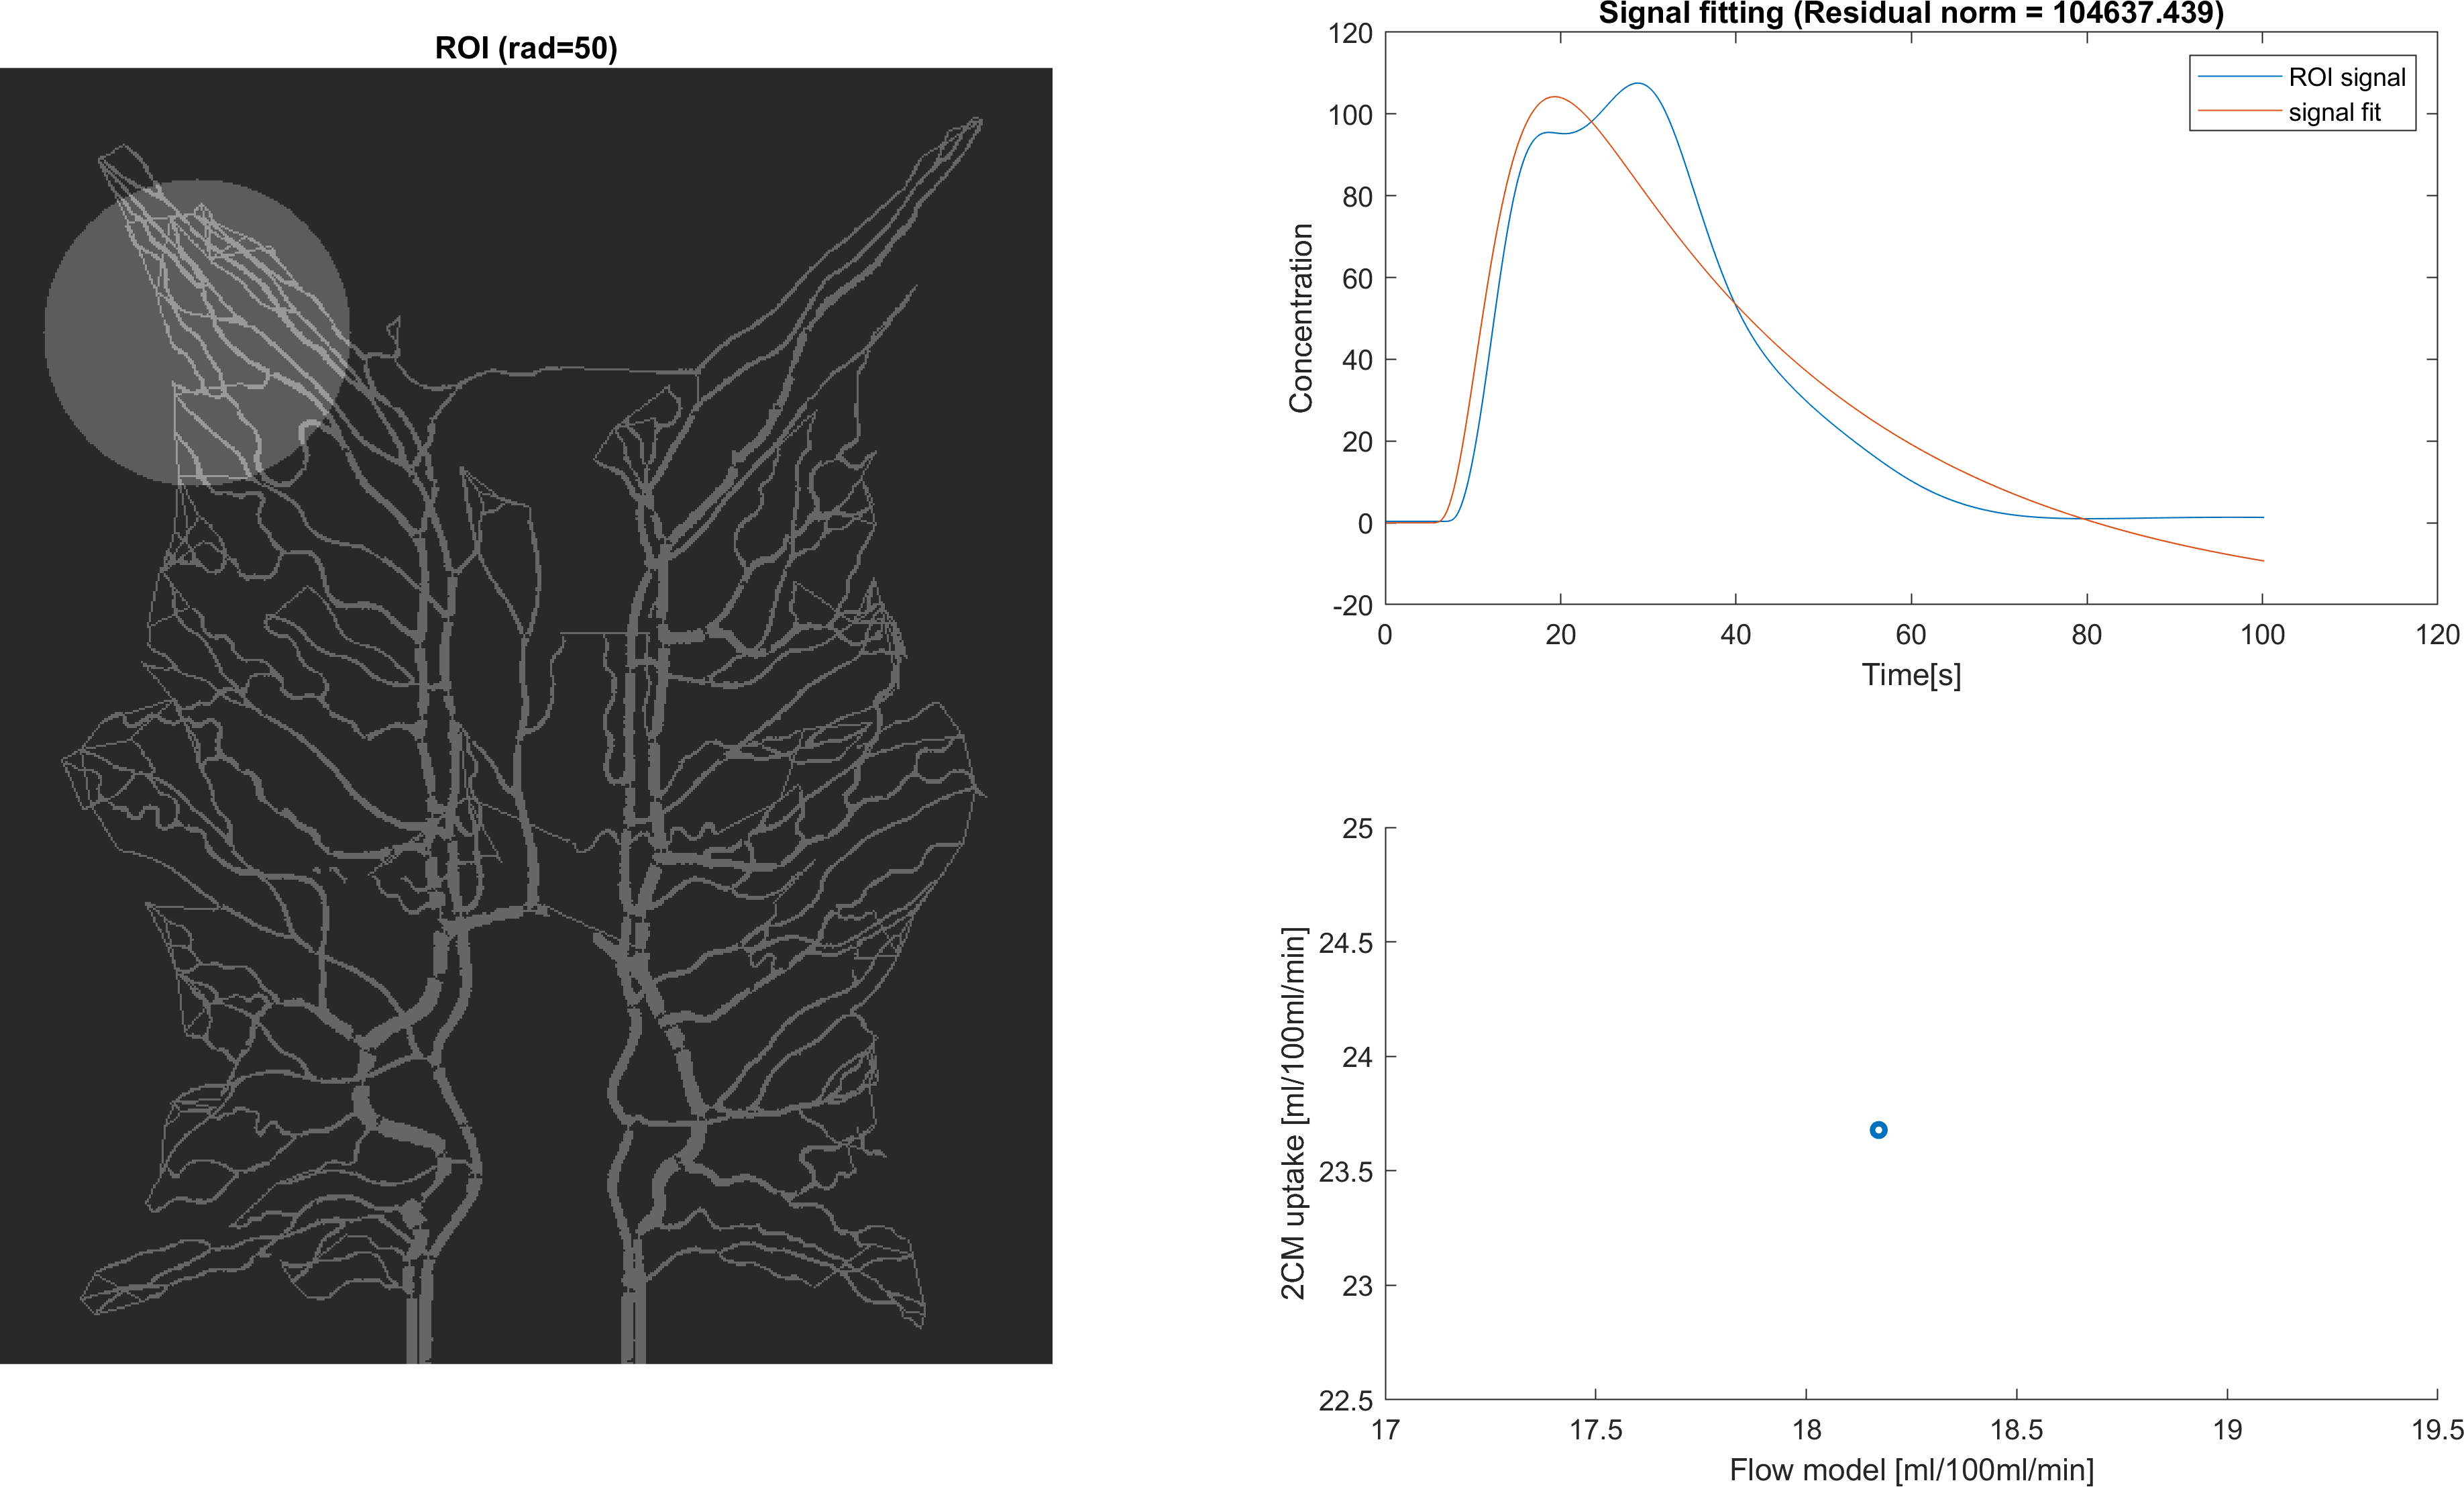 ROI (rad=50)
Signal fitting (Residual norm = 104637.439)
120
100
80
60
40
20
0
-20
Concentration
ROI signal
signal fit
0 20 40 60 80 100 120
Time[s]
25
24.5
24
23.5
23
22.5
2CM uptake [ml/100ml/min]
17 17.5 18 18.5 19 19.5
Flow model [ml/100ml/min]